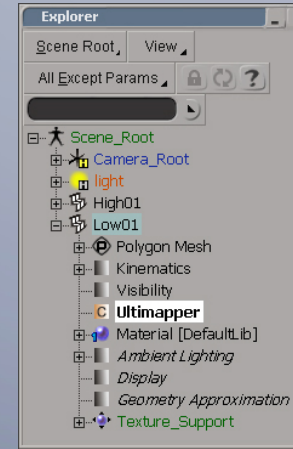 Explorer
Scene Root
View
All Except Params
?
Scene_Root
Camera_Root
light
High01
Low01
Polygon Mesh
Kinematics
Visibility
C Ultimapper
Material [DefaultLib]
Ambient Lighting
Display
Geometry Approximation
Texture_Support